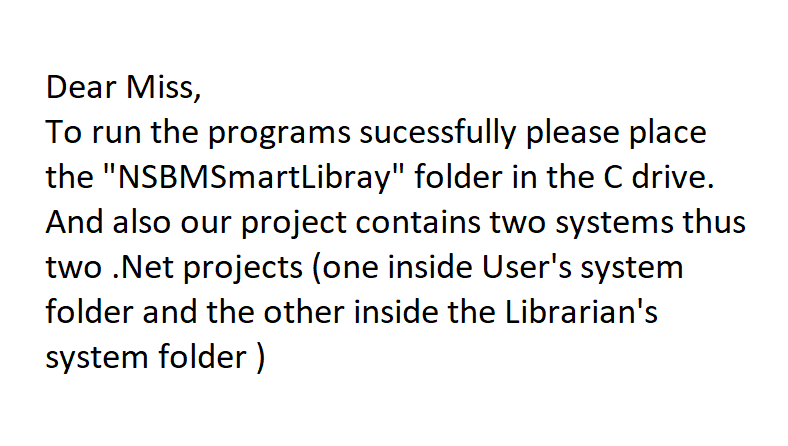 Dear Miss,
To run the programs sucessfully please place
the "NSBMSmartLibray" folder in the C drive.
And also our project contains two systems thus
two .Net projects (one inside User's system
folder and the other inside the Librarian's
system folder )